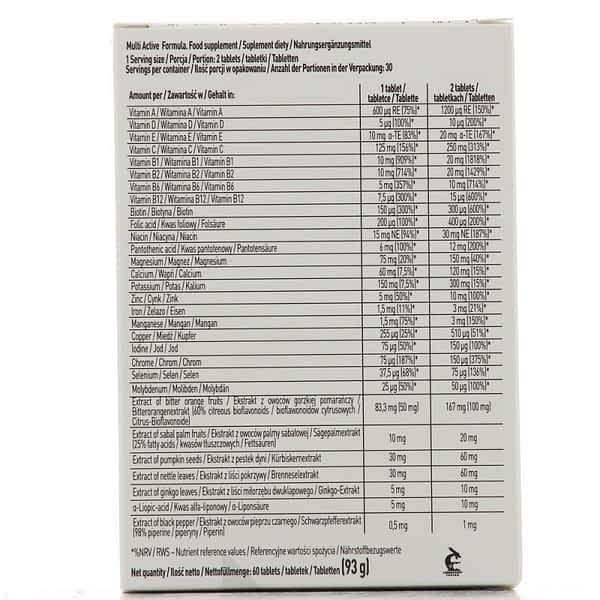 Multi Active Formula. Food supplement / Suplement diety / Nahrungsergänzungsmittel
1 Serving size / Porcja / Portion: 2 tablets / tabletki / Tabletten
Servings per container / Ilość porcji w opakowaniu / Anzahl der Portionen in der Verpackung: 30
Amount per / Zawartość w / Gehalt in: 1 tablet / tabletce / Tablette 2 tablets / tabletkach / Tabletten
Vitamin A / Witamina A / Vitamin A 600 µg RE (75%)* 1200 µg RE (150%)*
Vitamin D / Witamina D / Vitamin D 5 µg (100%)* 10 µg (200%)*
Vitamin E / Witamina E / Vitamin E 10 mg α-TE (83%)* 20 mg α-TE (167%)*
Vitamin C / Witamina C / Vitamin C 125 mg (156%)* 250 mg (313%)*
Vitamin B1 / Witamina B1 / Vitamin B1 10 mg (909%)* 20 mg (1818%)*
Vitamin B2 / Witamina B2 / Vitamin B2 10 mg (714%)* 20 mg (1429%)*
Vitamin B6 / Witamina B6 / Vitamin B6 5 mg (357%)* 10 mg (714%)*
Vitamin B12 / Witamina B12 / Vitamin B12 7,5 µg (300%)* 15 µg (600%)*
Biotin / Biotyna / Biotin 150 µg (300%)* 300 µg (600%)*
Folic acid / Kwas foliowy / Folsäure 200 µg (100%)* 400 µg (200%)*
Niacin / Niacyna / Niacin 15 mg NE (94%)* 30 mg NE (187%)*
Pantothenic acid / Kwas pantotenowy / Pantotensäure 6 mg (100%)* 12 mg (200%)*
Magnesium / Magnez / Magnesium 75 mg (20%)* 150 mg (40%)*
Calcium / Wapń / Calcium 60 mg (7,5%)* 120 mg (15%)*
Potassium / Potas / Kalium 150 mg (7,5%)* 300 mg (15%)*
Zinc / Cynk / Zink 5 mg (50%)* 10 mg (100%)*
Iron / Żelazo / Eisen 1,5 mg (11%)* 3 mg (21%)*
Manganese / Mangan / Mangan 1,5 mg (75%)* 3 mg (150%)*
Copper / Miedź / Kupfer 255 µg (25%)* 510 µg (51%)*
Iodine / Jod / Jod 75 µg (50%)* 150 µg (100%)*
Chrome / Chrom / Chrom 75 µg (187%)* 150 µg (375%)*
Selenium / Selen / Selen 37,5 µg (68%)* 75 µg (136%)*
Molybdenum / Molibden / Molybdän 25 µg (50%)* 50 µg (100%)*
Extract of bitter orange fruits / Ekstrakt z owoców gorzkiej pomarańczy /
Bitterorangenextrakt (60% citreous bioflavonoids / bioflawonoidów cytrusowych / 83,3 mg (50 mg) 167 mg (100 mg)
Citrus-Bioflavonoide)
Extract of sabal palm fruits / Ekstrakt z owoców palmy sabalowej / Sägepalmextrakt 10 mg 20 mg
(25% fatty acids / kwasów tłuszczowych / Fettsäuren)
Extract of pumpkin seeds / Ekstrakt z pestek dyni / Kürbiskernextrakt 30 mg 60 mg
Extract of nettle leaves / Ekstrakt z liści pokrzywy / Brennesselextrakt 30 mg 60 mg
Extract of ginkgo leaves / Ekstrakt z liści miłorzębu dwuklapowego / Ginkgo-Extrakt 5 mg 10 mg
α-Liopic-acid / Kwas alfa-liponowy / α-Liponsäure 5 mg 10 mg
Extract of black pepper / Ekstrakt z owoców pieprzu czarnego / Schwarzpfefferextrakt 0,5 mg 1 mg
(98% piperine / piperyny / Piperin)
*%NRV / RWS – Nutrient reference values / Referencyjne wartości spożycia / Nährstoffbezugswerte
Net quantity / Ilość netto / Nettofüllmenge: 60 tablets / tabletek / Tabletten (93 g)